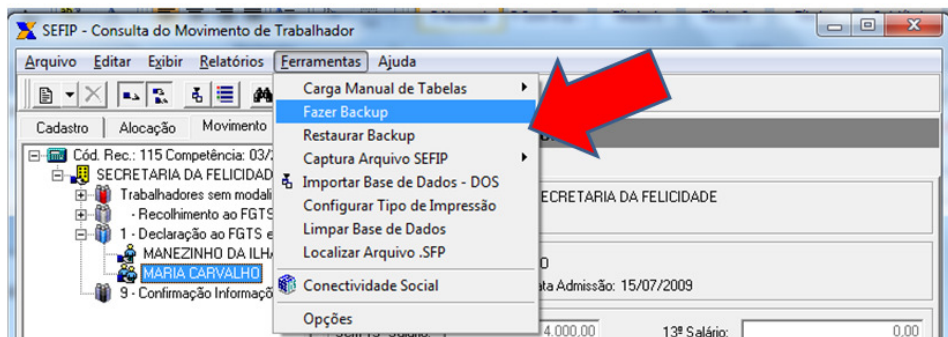 SEFIP - Consulta do Movimento de Trabalhador
Arquivo Editar Exibir Relatórios Ferramentas Ajuda
Carga Manual de Tabelas
Fazer Backup
Restaurar Backup
Captura Arquivo SEFIP
Importar Base de Dados - DOS
Configurar Tipo de Impressão
Limpar Base de Dados
Localizar Arquivo .SFP
Conectividade Social
Opções
Cadastro Alocação Movimento
Cód. Rec.: 115 Competência: 03/
SECRETARIA DA FELICIDAD
Trabalhadores sem modali
- Recolhimento ao FGTS
1 - Declaração ao FGTS e
MANEZINHO DA ILH
MARIA CARVALHO
9 - Confirmação Informaçõ
ECRETARIA DA FELICIDADE
O
ata Admissão: 15/07/2009
4.000,00 13º Salário: 0,00